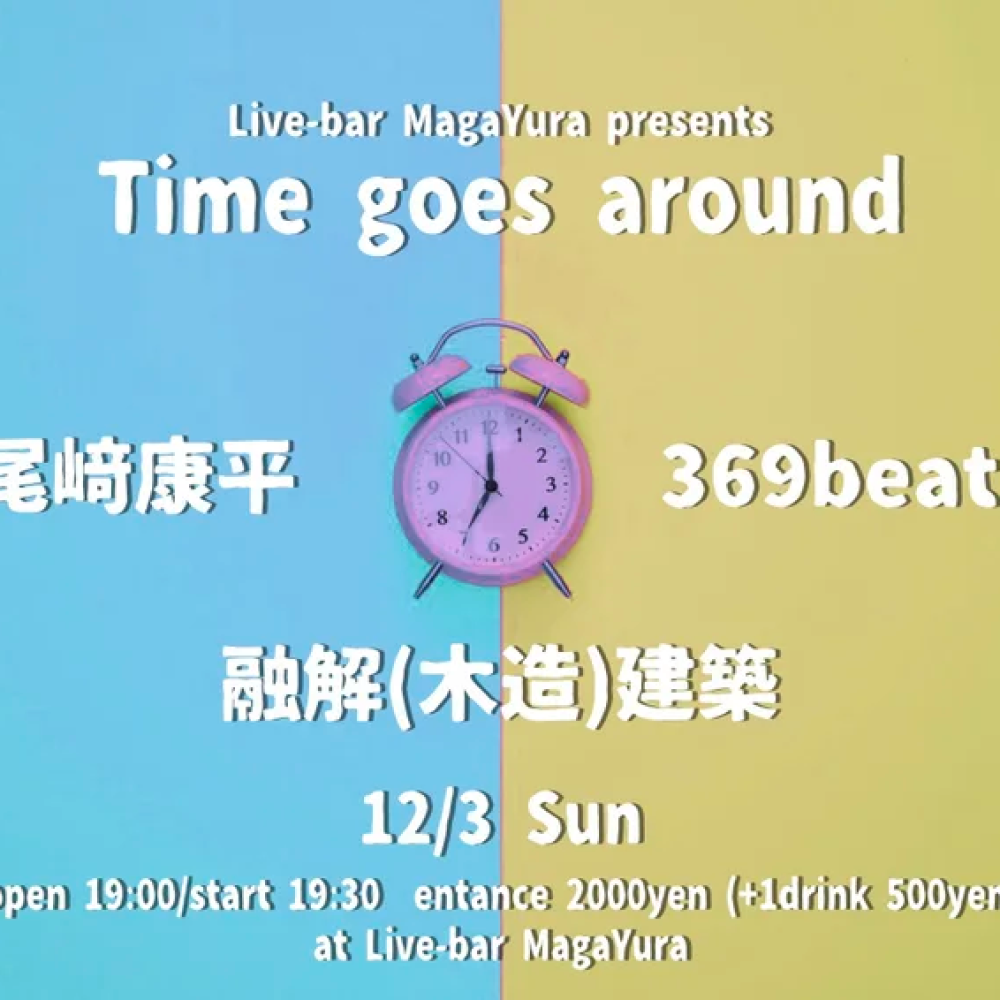 Live-bar MagaYura presents
Time goes around
尾﨑康平
369beat
融解(木造)建築
12/3 Sun
open 19:00/start 19:30 entance 2000yen (+1drink 500yen
at Live-bar MagaYura